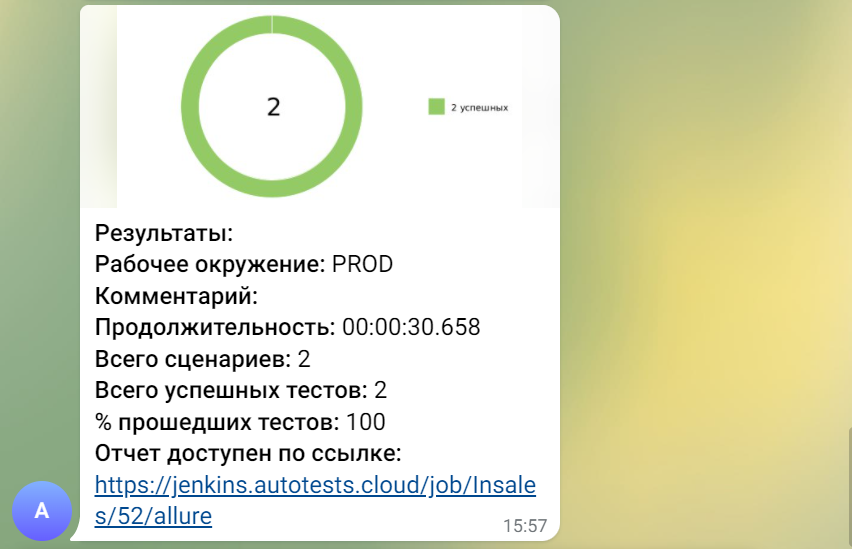 2
2 успешных
Результаты:
Рабочее окружение: PROD
Комментарий:
Продолжительность: 00:00:30.658
Всего сценариев: 2
Всего успешных тестов: 2
% прошедших тестов: 100
Отчет доступен по ссылке:
https://jenkins.autotests.cloud/job/Insale
s/52/allure
A
15:57